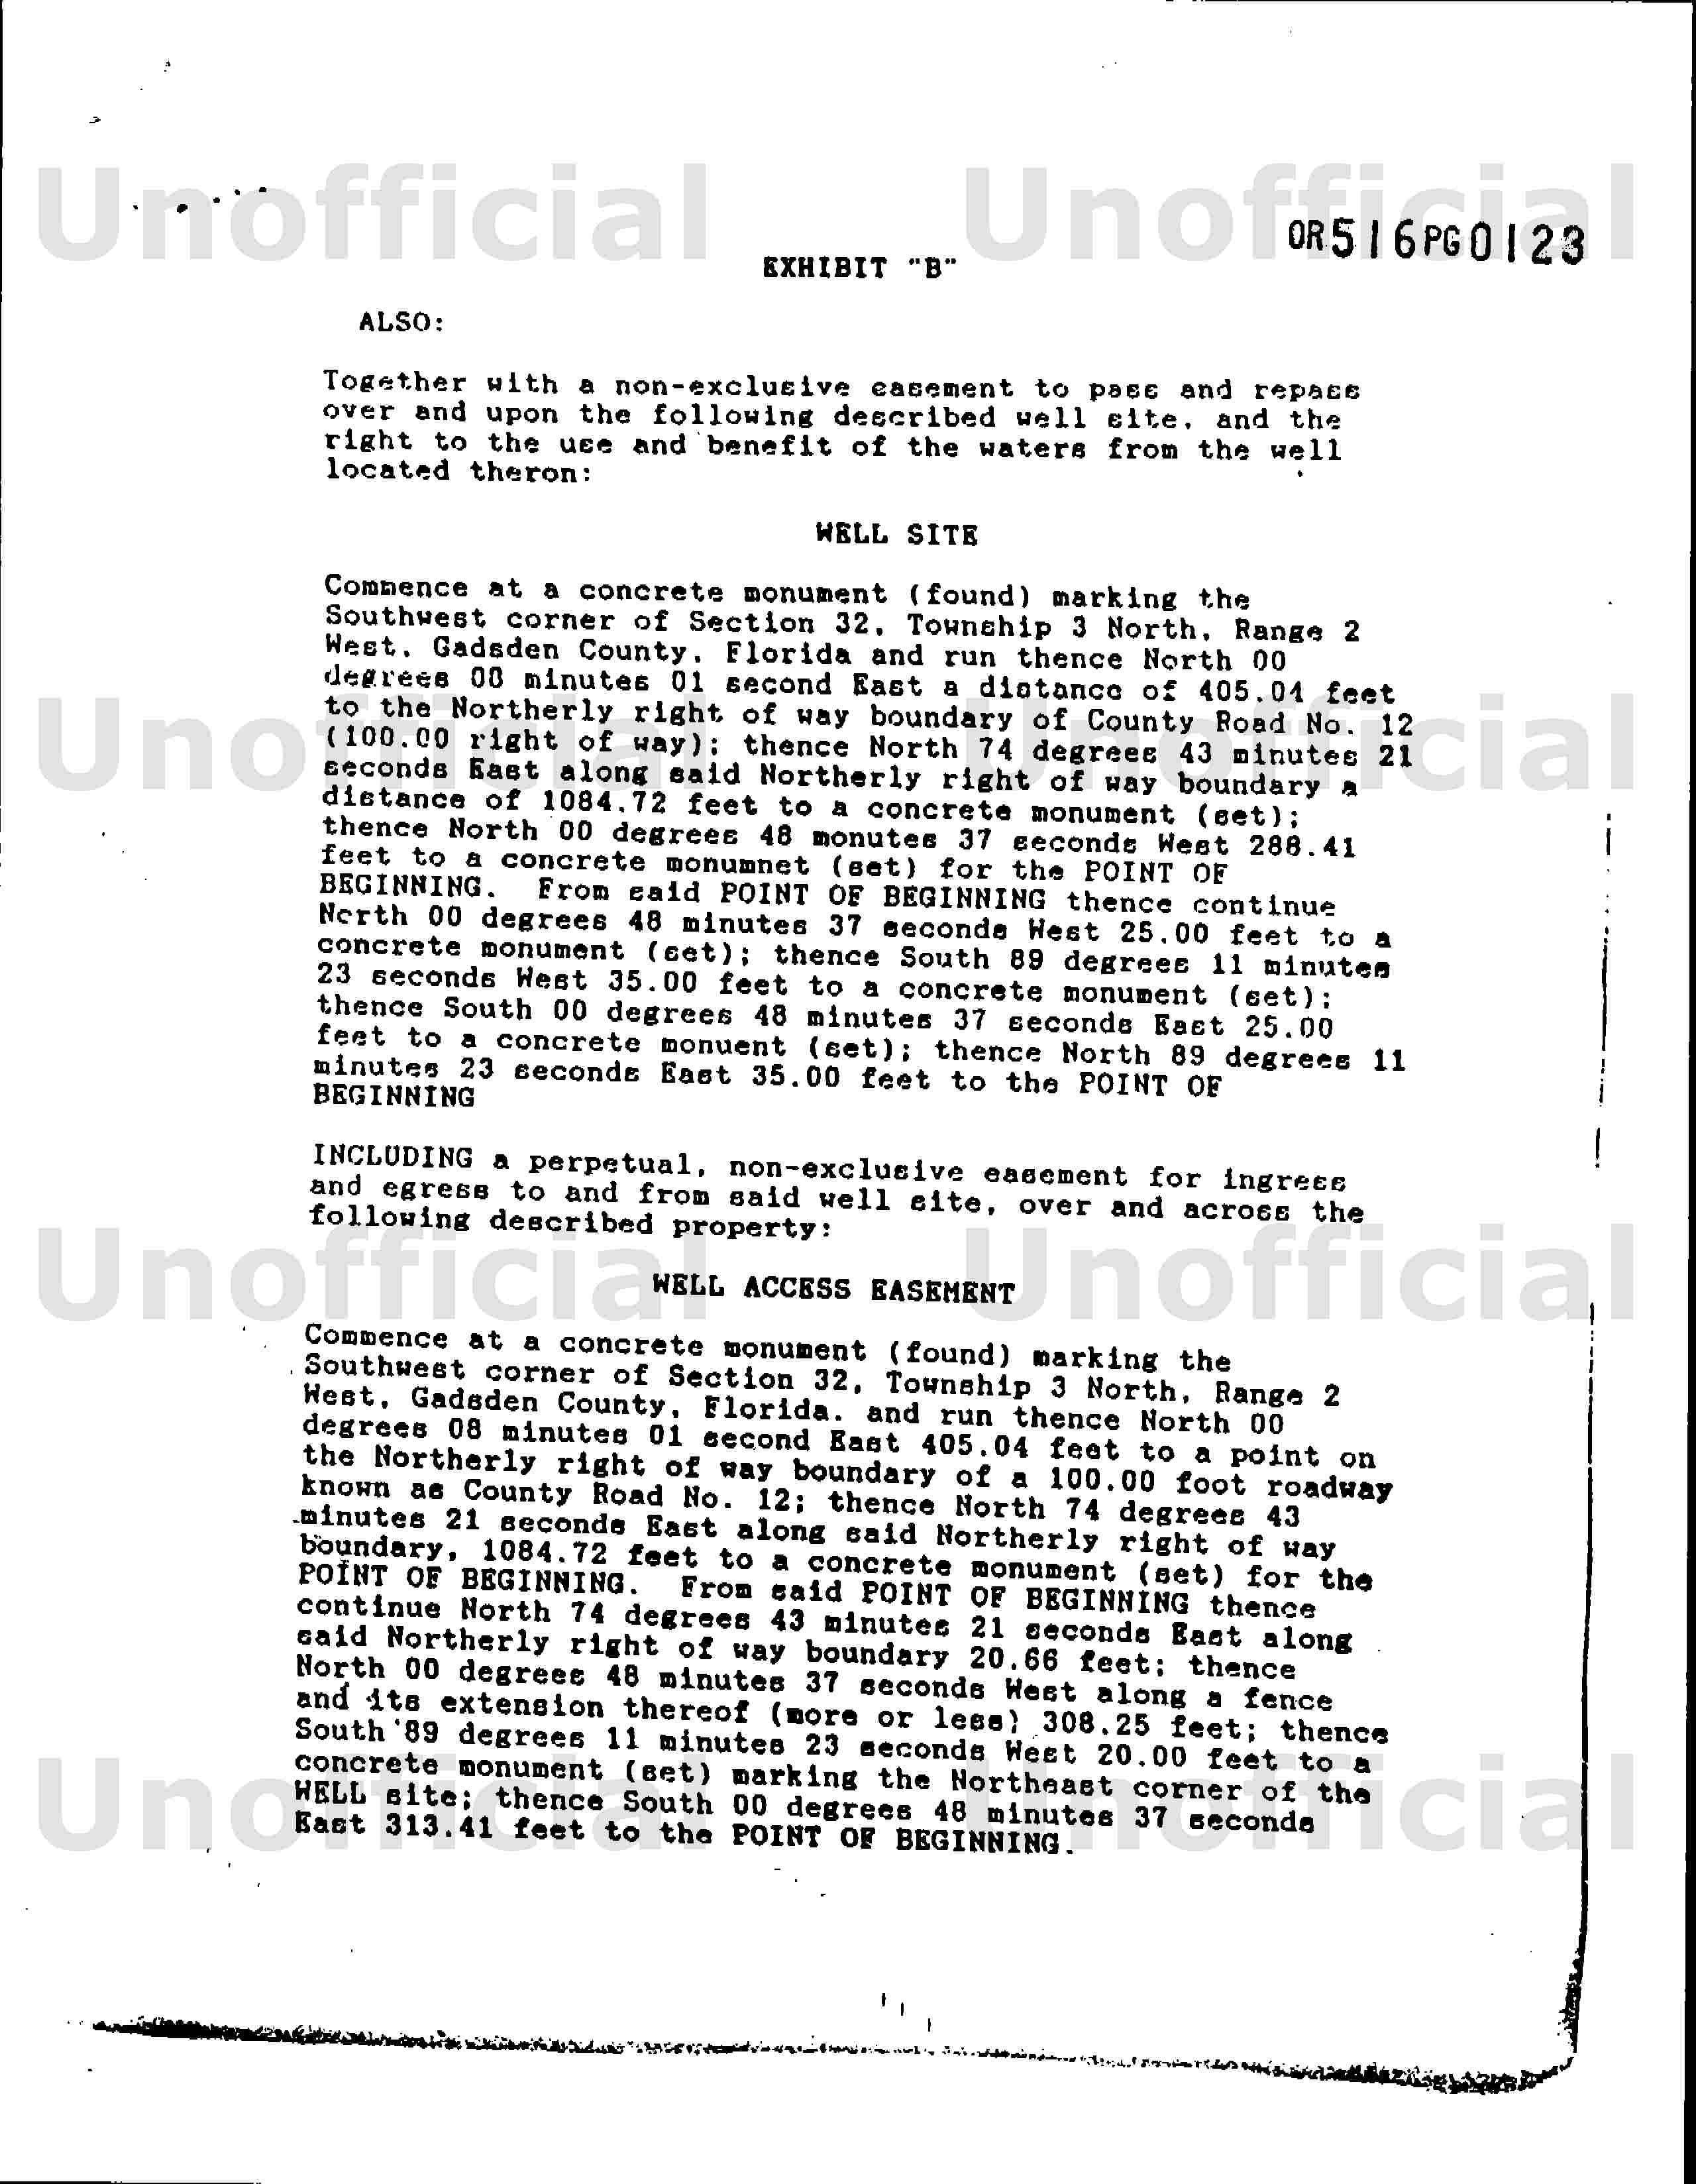 Unofficial Unofficial
OR516PG0123
EXHIBIT "B"
ALSO:
Together with a non-exclusive easement to pass and repass
over and upon the following described well site, and the
right to the use and benefit of the waters from the well
located theron:
WELL SITE
Commence at a concrete monument (found) marking the
Southwest corner of Section 32, Township 3 North, Range 2
West, Gadsden County, Florida and run thence North 00
degrees 08 minutes 01 second East a distance of 405.04 feet
to the Northerly right of way boundary of County Road No. 12
(100.00 right of way); thence North 74 degrees 43 minutes 21
seconds East along said Northerly right of way boundary a
distance of 1084.72 feet to a concrete monument (set);
thence North 00 degrees 48 monutes 37 seconds West 288.41
feet to a concrete monumnet (set) for the POINT OF
BEGINNING. From said POINT OF BEGINNING thence continue
North 00 degrees 48 minutes 37 seconds West 25.00 feet to a
concrete monument (set); thence South 89 degrees 11 minutes
23 seconds West 35.00 feet to a concrete monument (set);
thence South 00 degrees 48 minutes 37 seconds East 25.00
feet to a concrete monuent (set); thence North 89 degrees 11
minutes 23 seconds East 35.00 feet to the POINT OF
BEGINNING
INCLUDING a perpetual, non-exclusive easement for ingress
and egress to and from said well site, over and across the
following described property:
Unofficial Unofficial
WELL ACCESS EASEMENT
Commence at a concrete monument (found) marking the
Southwest corner of Section 32, Township 3 North, Range 2
West, Gadsden County, Florida. and run thence North 00
degrees 08 minutes 01 second East 405.04 feet to a point on
the Northerly right of way boundary of a 100.00 foot roadway
known as County Road No. 12; thence North 74 degrees 43
minutes 21 seconds East along said Northerly right of way
boundary, 1084.72 feet to a concrete monument (set) for the
POINT OF BEGINNING. From said POINT OF BEGINNING thence
continue North 74 degrees 43 minutes 21 seconds East along
said Northerly right of way boundary 20.66 feet; thence
North 00 degrees 48 minutes 37 seconds West along a fence
and its extension thereof (more or less) 308.25 feet; thence
South 89 degrees 11 minutes 23 seconds West 20.00 feet to a
concrete monument (set) marking the Northeast corner of the
WELL site; thence South 00 degrees 48 minutes 37 seconds
East 313.41 feet to the POINT OF BEGINNING.
Unofficial Unofficial